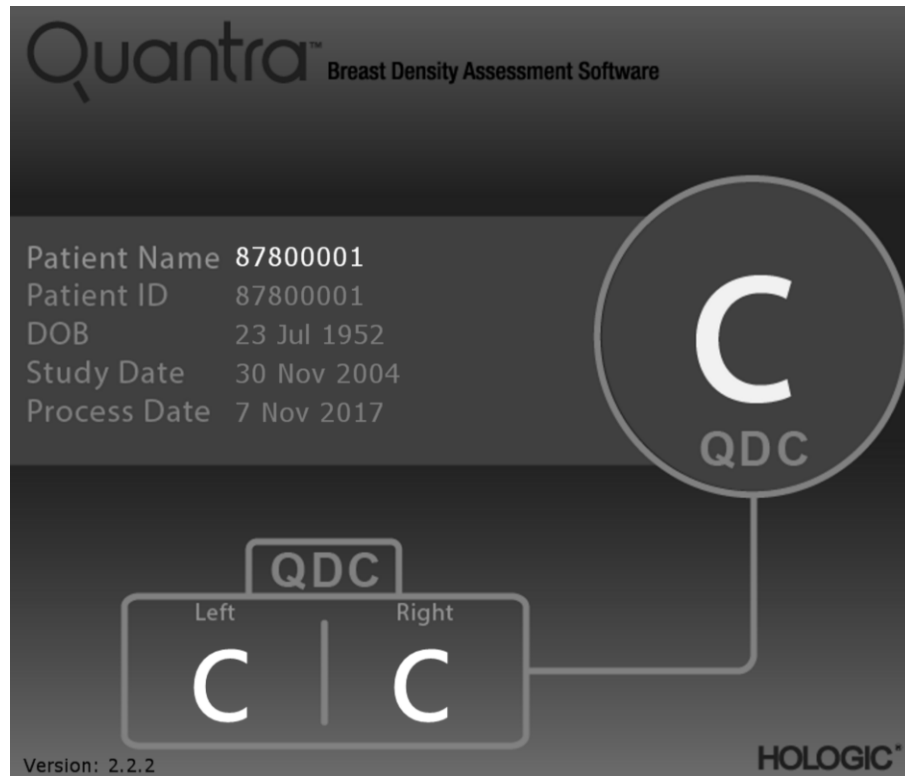 Quantra™ Breast Density Assessment Software
Patient Name 87800001
Patient ID 87800001
DOB 23 Jul 1952
Study Date 30 Nov 2004
Process Date 7 Nov 2017
C
QDC
QDC
Left Right
C C
Version: 2.2.2 HOLOGIC®